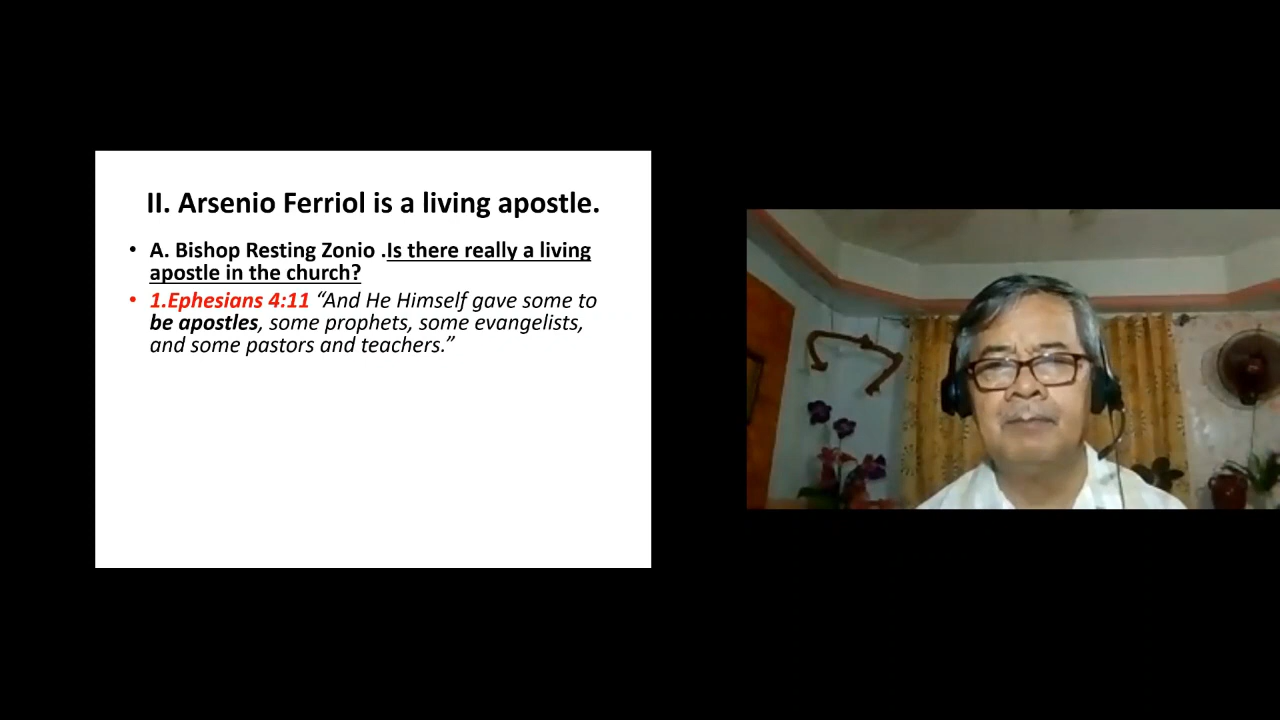 II. Arsenio Ferriol is a living apostle.
• A. Bishop Resting Zonio .Is there really a living
apostle in the church?
• 1.Ephesians 4:11 “And He Himself gave some to
be apostles, some prophets, some evangelists,
and some pastors and teachers.”